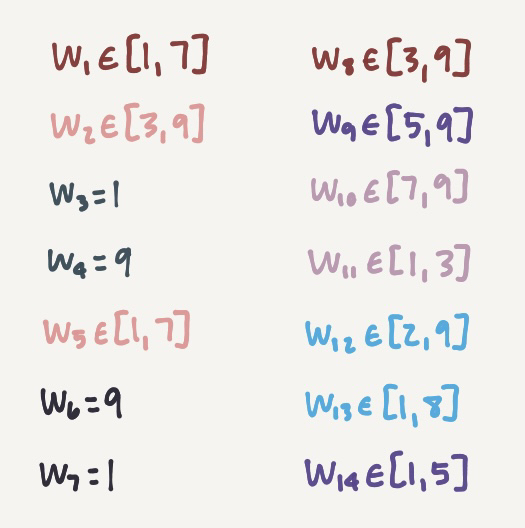 W₁ ∈ [1, 7]
W₂ ∈ [3, 9]
W₃ = 1
W₄ = 9
W₅ ∈ [1, 7]
W₆ = 9
W₇ = 1
W₈ ∈ [3, 9]
W₉ ∈ [5, 9]
W₁₀ ∈ [7, 9]
W₁₁ ∈ [1, 3]
W₁₂ ∈ [2, 9]
W₁₃ ∈ [1, 8]
W₁₄ ∈ [1, 5]